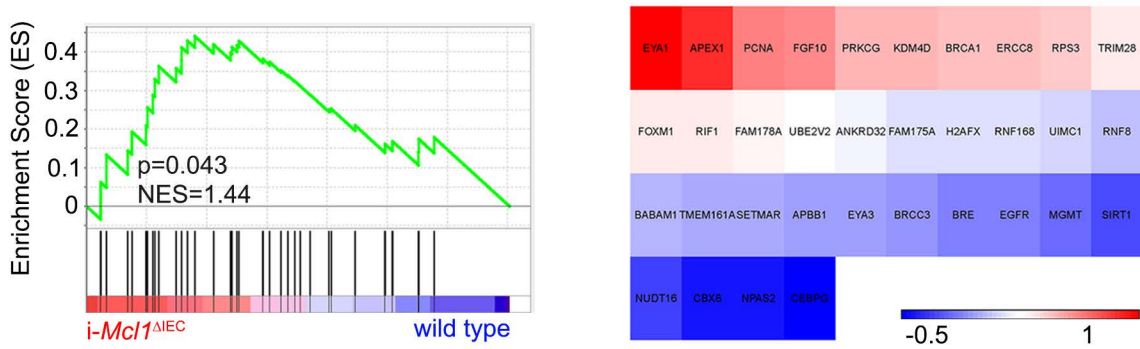 Enrichment Score (ES)
0.4
0.3
0.2
0.1
0
p=0.043
NES=1.44
i-Mcl1ΔIEC
wild type
EYA1 APEX1 PCNA FGF10 PRKCG KDM4D BRCA1 ERCC8 RPS3 TRIM28
FOXM1 RIF1 FAM178A UBE2V2 ANKRD32 FAM175A H2AFX RNF168 UIMC1 RNF8
BABAM1 TMEM161A SETMAR APBB1 EYA3 BRCC3 BRE EGFR MGMT SIRT1
NUDT16 CBX8 NPAS2 CEBPG
-0.5 1